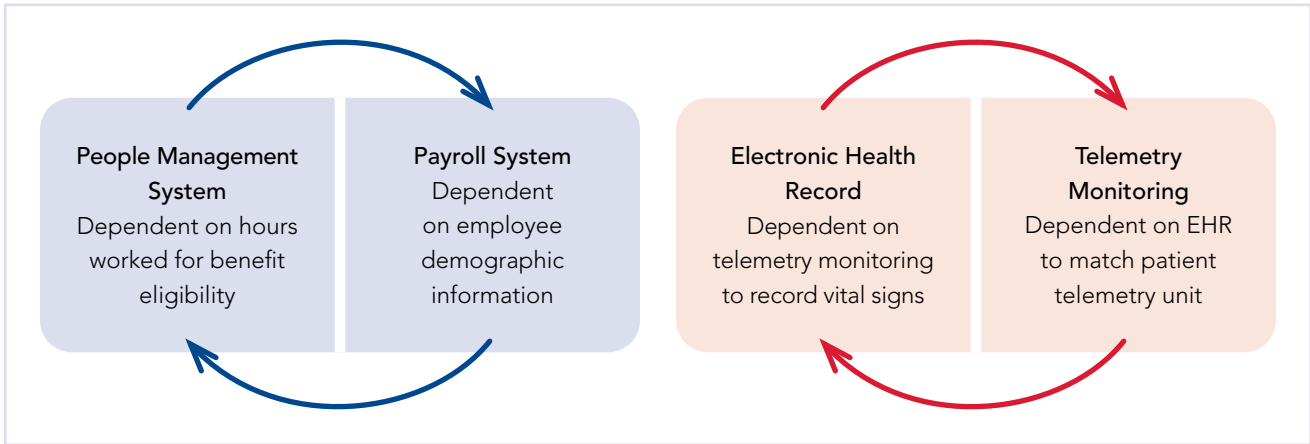 People Management
System
Dependent on hours
worked for benefit
eligibility
Payroll System
Dependent
on employee
demographic
information
Electronic Health
Record
Dependent on
telemetry monitoring
to record vital signs
Telemetry
Monitoring
Dependent on EHR
to match patient
telemetry unit